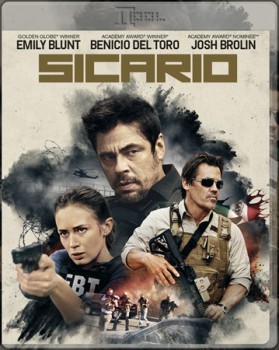 GOLDEN GLOBE® WINNER ACADEMY AWARD® WINNER ACADEMY AWARD® NOMINEE
EMILY BLUNT BENICIO DEL TORO JOSH BROLIN
SICARIO
FBI